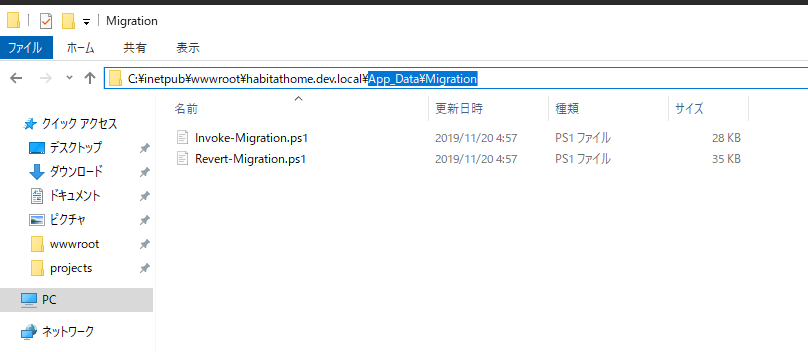 Migration
ファイル ホーム 共有 表示
C:¥inetpub¥wwwroot¥habitathome.dev.local¥App_Data¥Migration
名前 更新日時 種類 サイズ
クイック アクセス
Invoke-Migration.ps1 2019/11/20 4:57 PS1 ファイル 28 KB
デスクトップ
Revert-Migration.ps1 2019/11/20 4:57 PS1 ファイル 35 KB
ダウンロード
ドキュメント
ピクチャ
wwwroot
projects
PC
ネットワーク